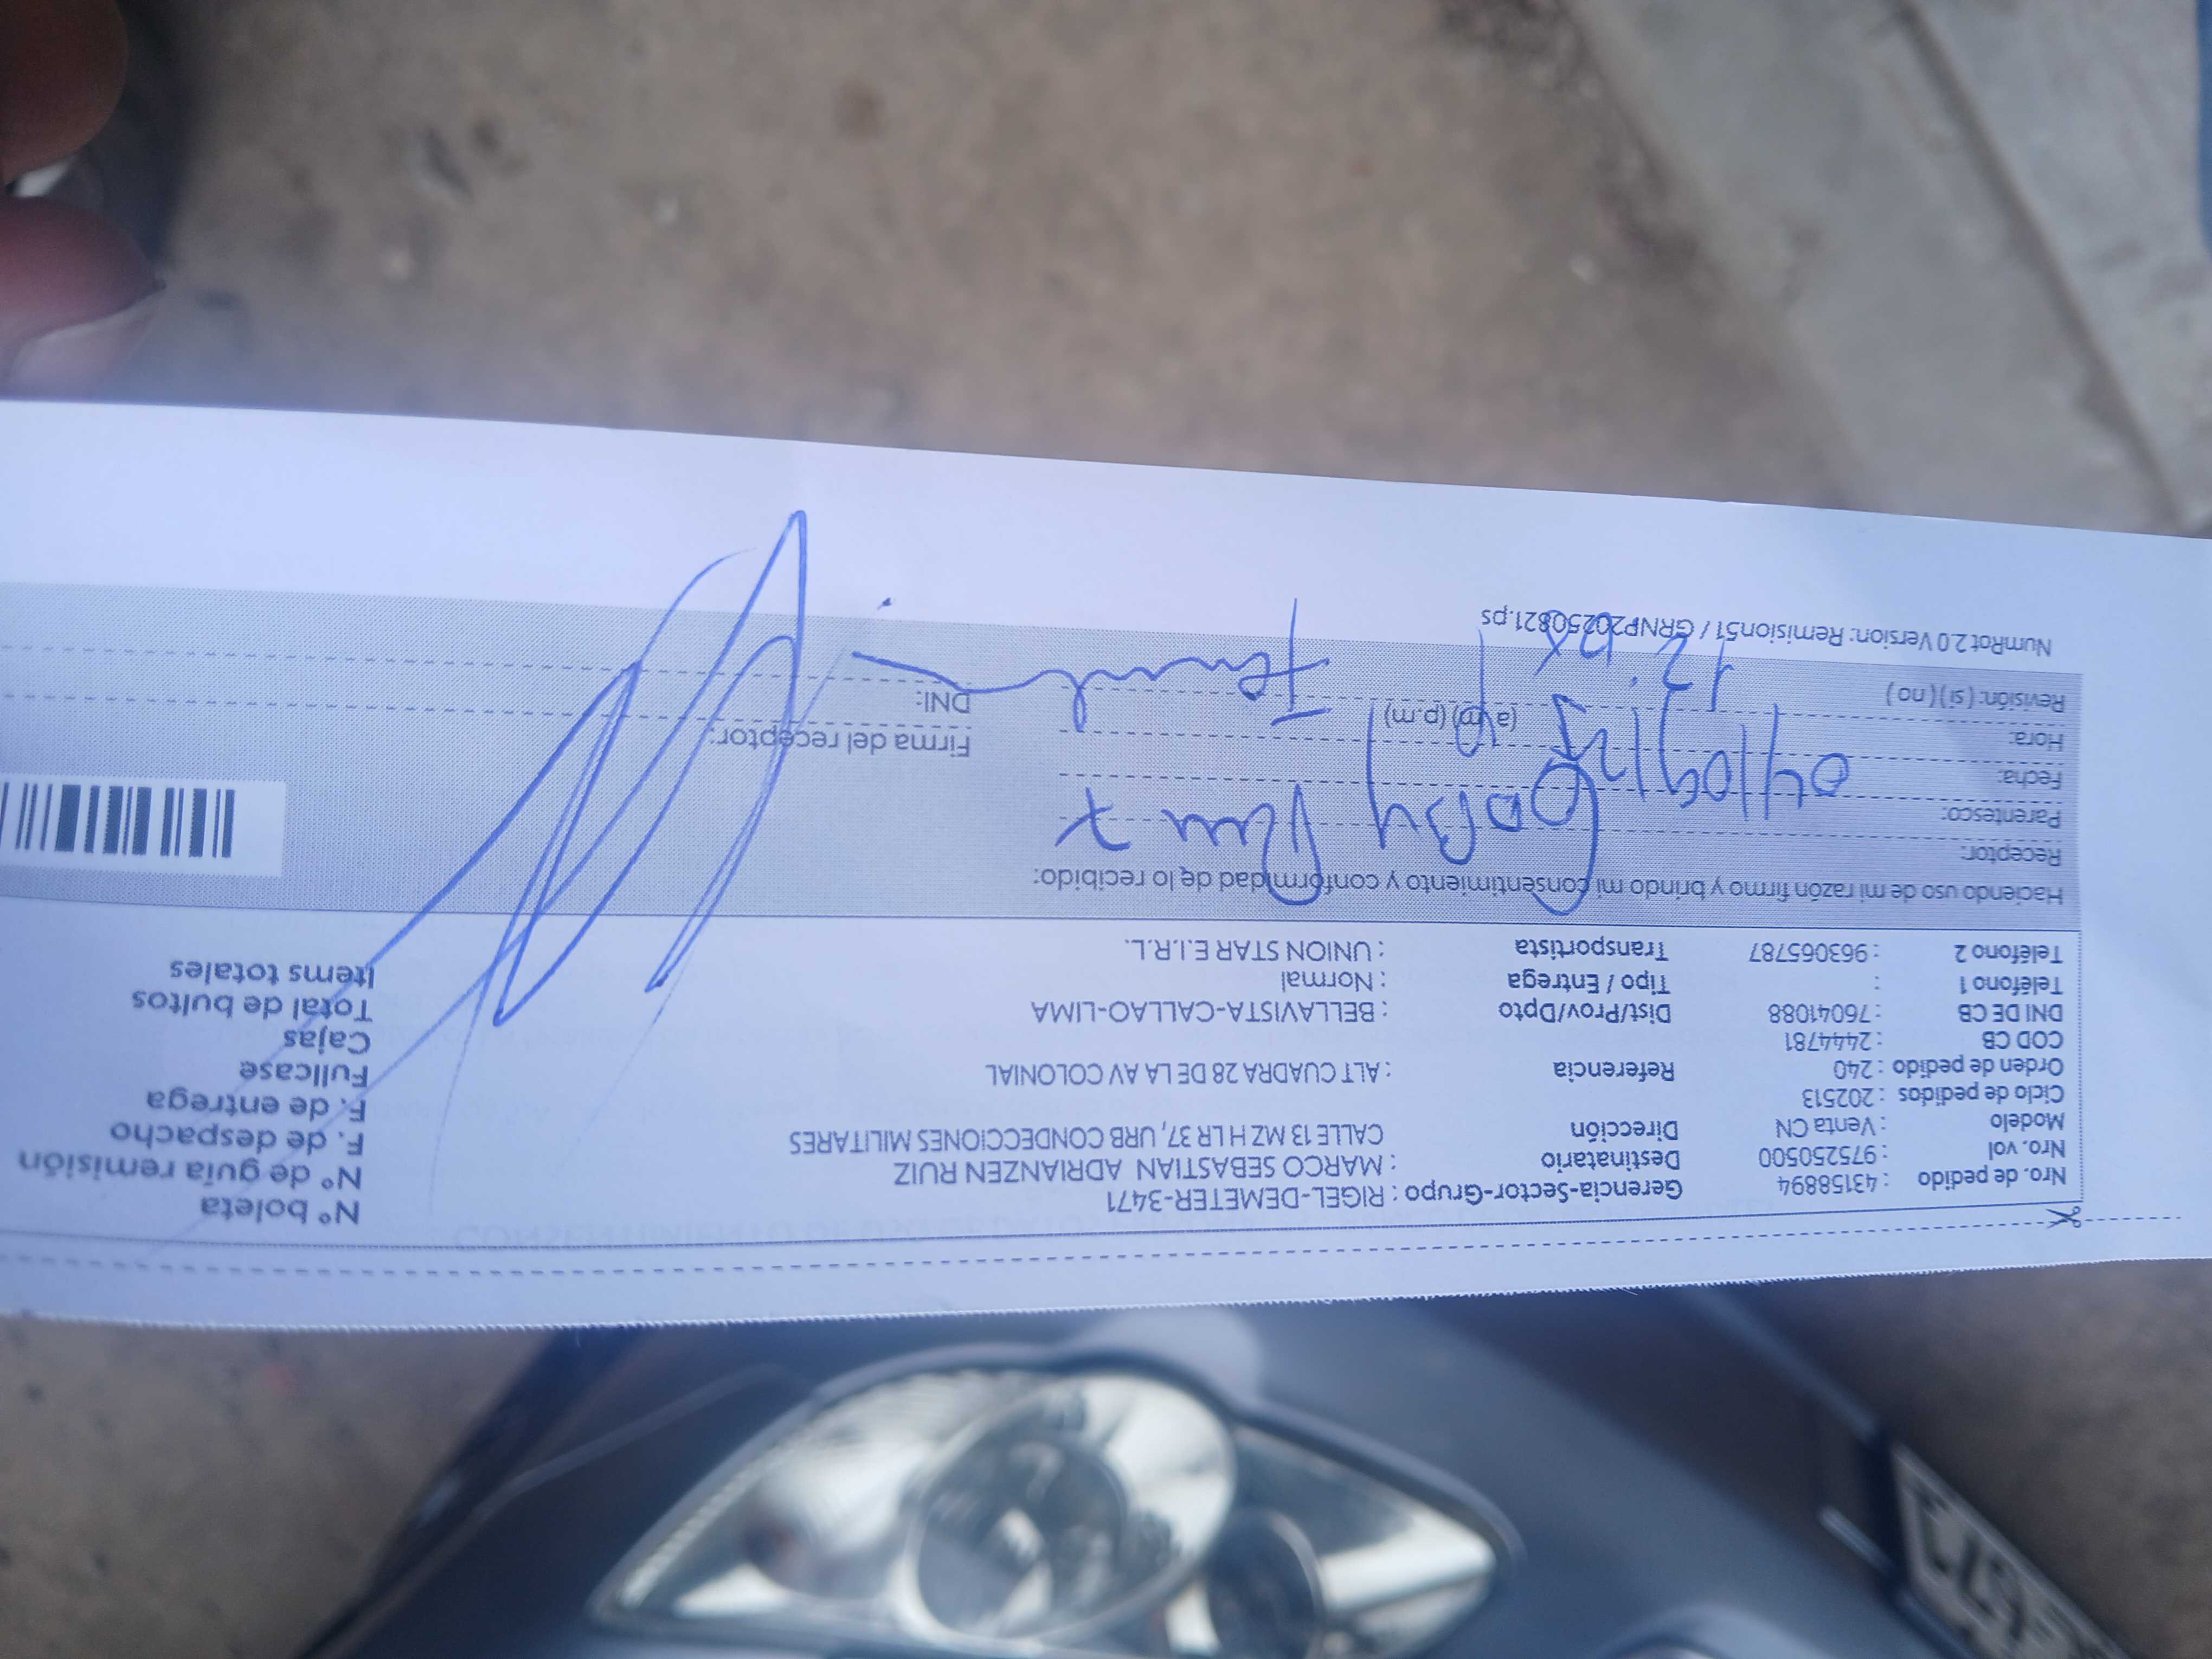 Nro. de pedido : 43158894 Gerencia-Sector-Grupo : RIGEL-DEMETER-3471 N° boleta
Nro. vol : 975250500 Destinatario : MARCO SEBASTIAN ADRIANZEN RUIZ N° de guía remisión
Modelo : Venta CN Dirección CALLE 13 MZ H LR 37, URB CONDECCIONES MILITARES F. de despacho
Ciclo de pedidos : 202513 F. de entrega
Orden de pedido : 240 Referencia : ALT CUADRA 28 DE LA AV COLONIAL Fullcase
COD CB : 2444781 Cajas
DNI DE CB : 76041088 Dist/Prov/Dpto : BELLAVISTA-CALLAO-LIMA Total de bultos
Teléfono 1 : Tipo / Entrega : Normal Items totales
Teléfono 2 : 963065787 Transportista : UNION STAR E.I.R.L.
Haciendo uso de mi razón firmo y brindo mi consentimiento y conformidad de lo recibido:
Receptor:
Parentesco:
Fecha: 04/09/25
Hora: (a.m) (p.m) Firma del receptor:
Revisión: (si) (no) DNI:
NumRot 2.0 Version: Remision51 / GRNP20250821.ps